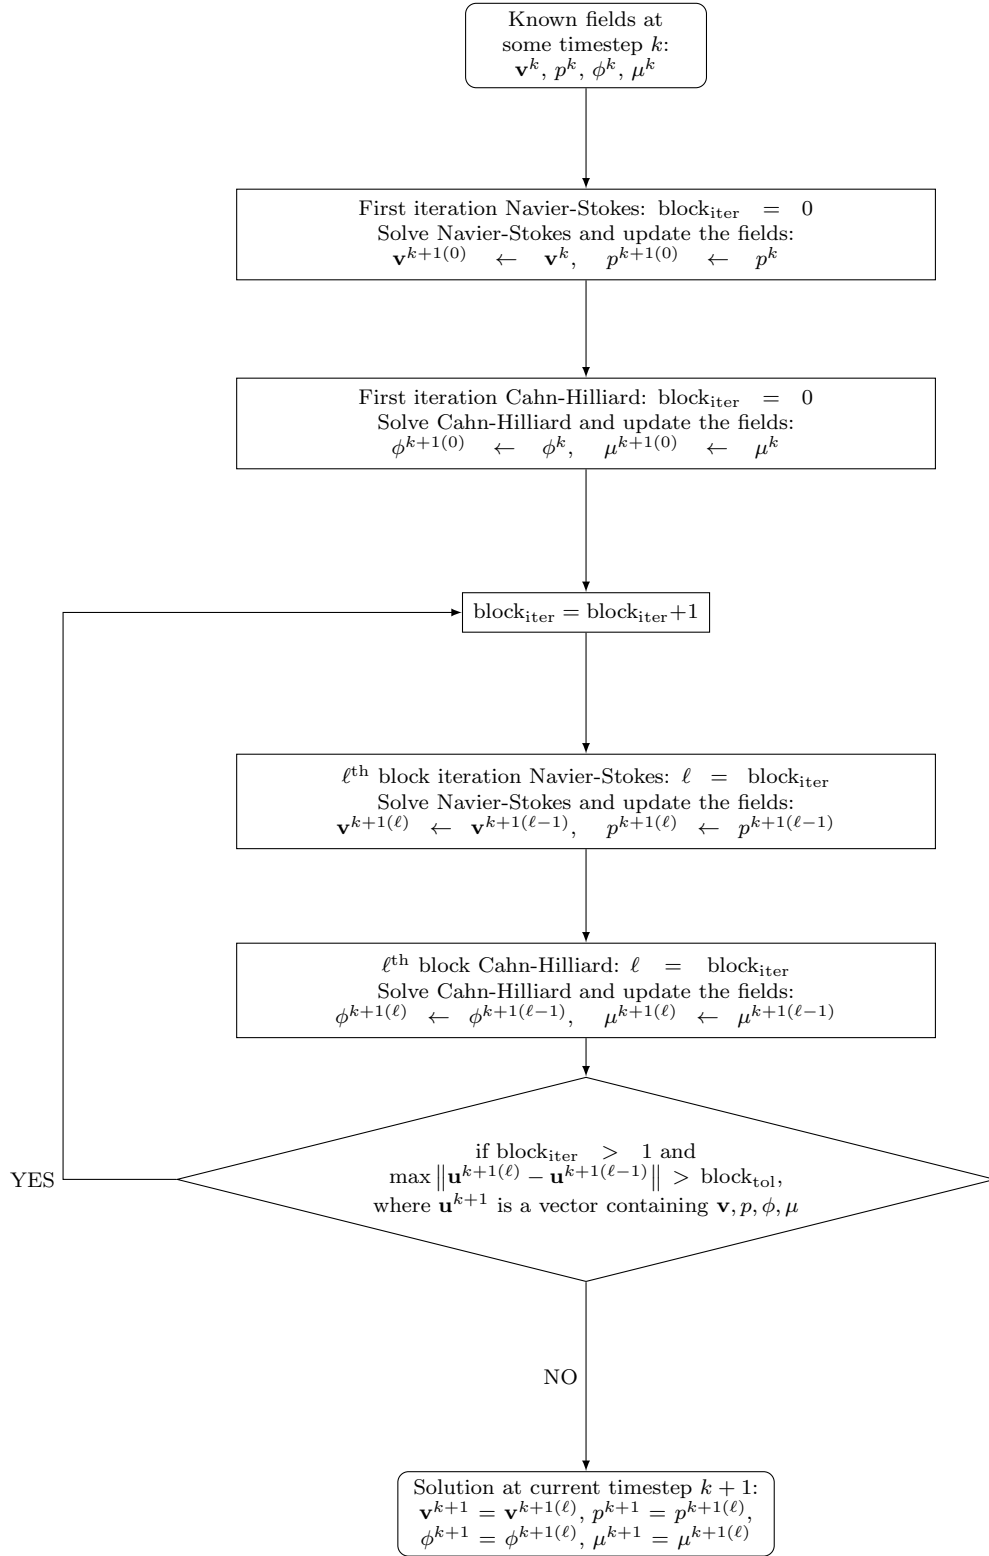 Known fields at
some timestep k:
𝐯^k, p^k, ϕ^k, μ^k
First iteration Navier-Stokes: block_iter = 0
Solve Navier-Stokes and update the fields:
𝐯^{k+1(0)} ← 𝐯^k, p^{k+1(0)} ← p^k
First iteration Cahn-Hilliard: block_iter = 0
Solve Cahn-Hilliard and update the fields:
ϕ^{k+1(0)} ← ϕ^k, μ^{k+1(0)} ← μ^k
block_iter = block_iter+1
ℓ^th block iteration Navier-Stokes: ℓ = block_iter
Solve Navier-Stokes and update the fields:
𝐯^{k+1(ℓ)} ← 𝐯^{k+1(ℓ−1)}, p^{k+1(ℓ)} ← p^{k+1(ℓ−1)}
ℓ^th block Cahn-Hilliard: ℓ = block_iter
Solve Cahn-Hilliard and update the fields:
ϕ^{k+1(ℓ)} ← ϕ^{k+1(ℓ−1)}, μ^{k+1(ℓ)} ← μ^{k+1(ℓ−1)}
if block_iter > 1 and
max ‖𝐮^{k+1(ℓ)} − 𝐮^{k+1(ℓ−1)}‖ > block_tol,
where 𝐮^{k+1} is a vector containing 𝐯, p, ϕ, μ
YES
NO
Solution at current timestep k + 1:
𝐯^{k+1} = 𝐯^{k+1(ℓ)}, p^{k+1} = p^{k+1(ℓ)},
ϕ^{k+1} = ϕ^{k+1(ℓ)}, μ^{k+1} = μ^{k+1(ℓ)}